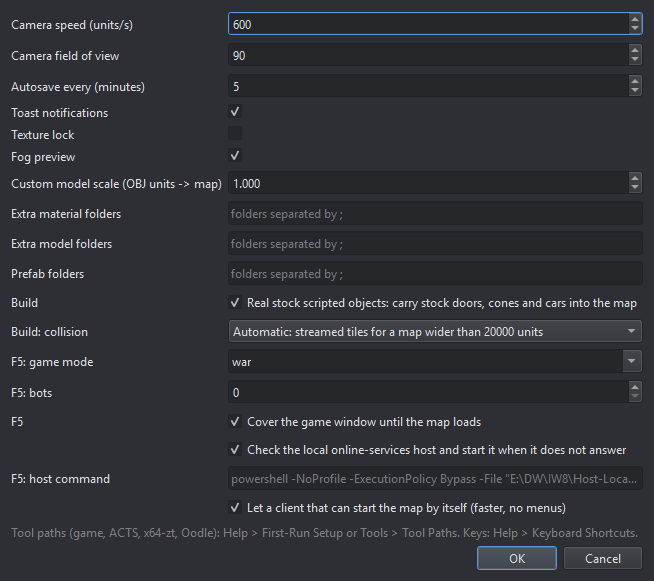 Camera speed (units/s) 600
Camera field of view 90
Autosave every (minutes) 5
Toast notifications
Texture lock
Fog preview
Custom model scale (OBJ units -> map) 1.000
Extra material folders folders separated by ;
Extra model folders folders separated by ;
Prefab folders folders separated by ;
Build Real stock scripted objects: carry stock doors, cones and cars into the map
Build: collision Automatic: streamed tiles for a map wider than 20000 units
F5: game mode war
F5: bots 0
F5 Cover the game window until the map loads
Check the local online-services host and start it when it does not answer
F5: host command powershell -NoProfile -ExecutionPolicy Bypass -File "E:\DW\IW8\Host-Loca...
Let a client that can start the map by itself (faster, no menus)
Tool paths (game, ACTS, x64-zt, Oodle): Help > First-Run Setup or Tools > Tool Paths. Keys: Help > Keyboard Shortcuts.
OK Cancel